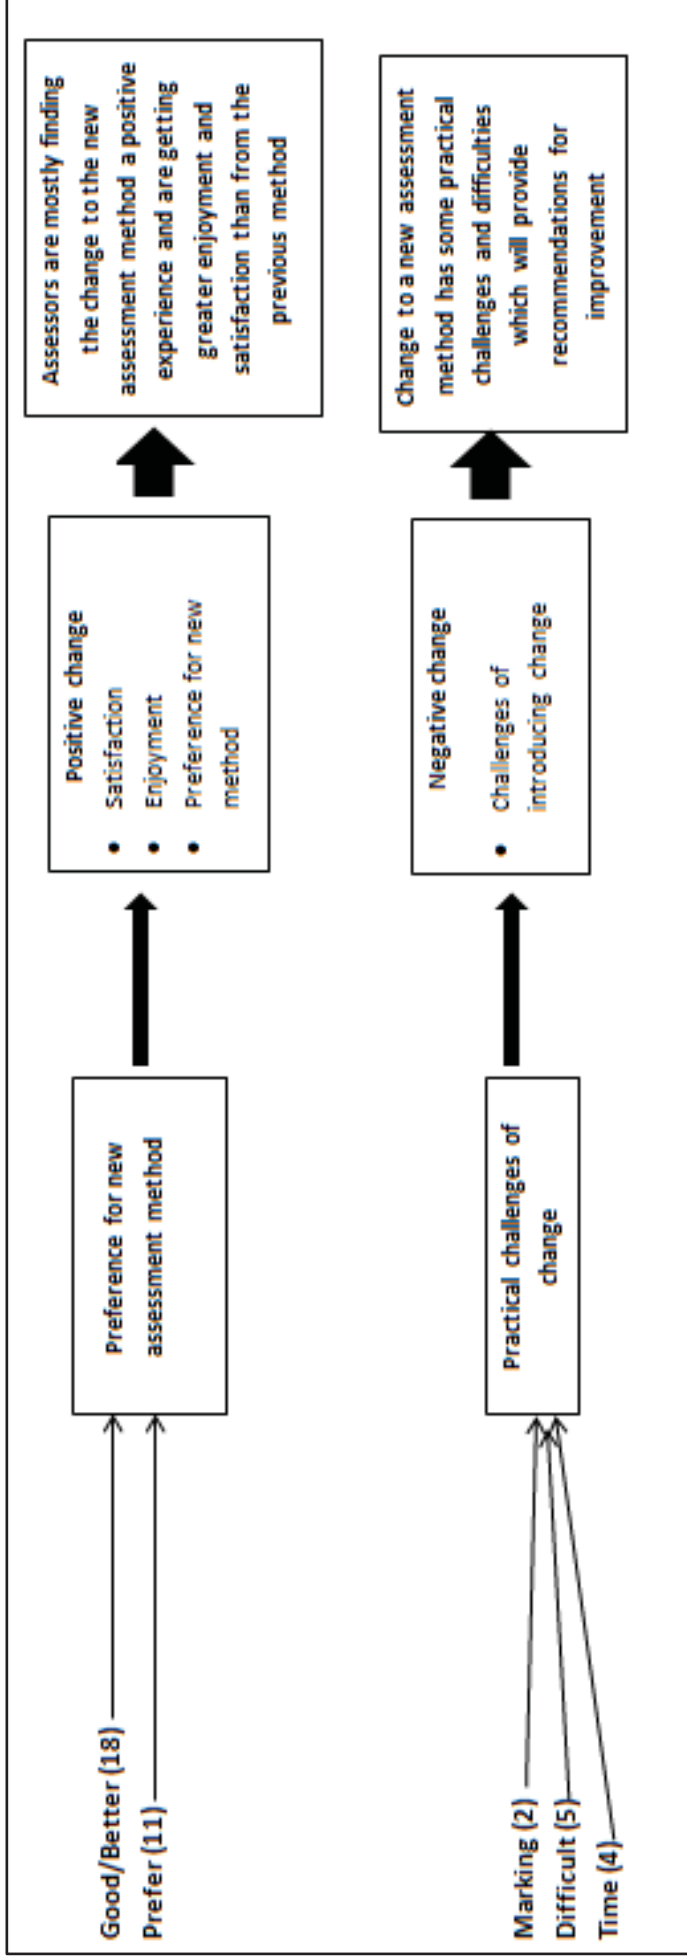 Good/Better (18)
Prefer (11)
Preference for new
assessment method
Positive change
• Satisfaction
• Enjoyment
• Preference for new
method
Assessors are mostly finding
the change to the new
assessment method a positive
experience and are getting
greater enjoyment and
satisfaction than from the
previous method
Marking (2)
Difficult (5)
Time (4)
Practical challenges of
change
Negative change
• Challenges of
introducing change
Change to a new assessment
method has some practical
challenges and difficulties
which will provide
recommendations for
improvement